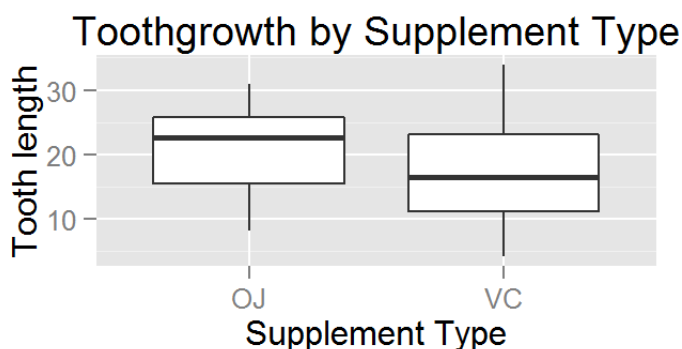 Toothgrowth by Supplement Type
Tooth length
30
20
10
OJ VC
Supplement Type